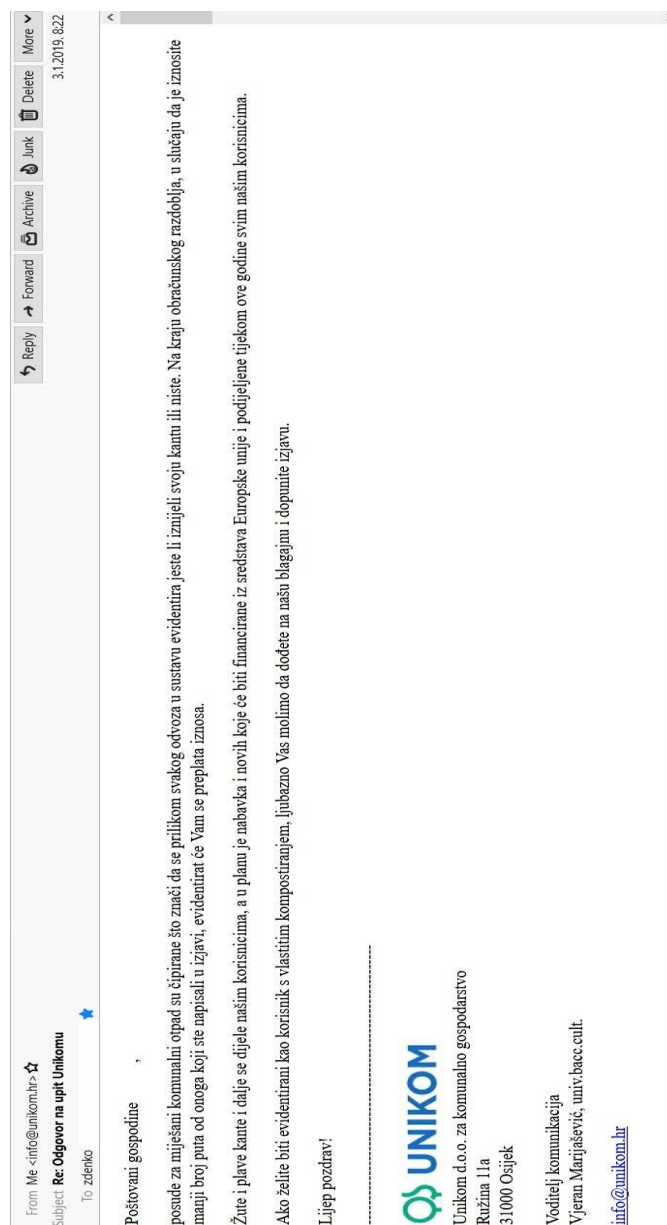 From Me <info@unikom.hr>
Reply Forward Archive Junk Delete More
Subject Re: Odgovor na upit Unikomu
3.1.2019. 8:22
To zdenko
Poštovani gospodine ,
posude za miješani komunalni otpad su čipirane što znači da se prilikom svakog odvoza u sustavu evidentira jeste li iznijeli svoju kantu ili niste. Na kraju obračunskog razdoblja, u slučaju da je iznosite
manji broj puta od onoga koji ste napisali u izjavi, evidentirat će Vam se preplata iznosa.
Žute i plave kante i dalje se dijele našim korisnicima, a u planu je nabavka i novih koje će biti financirane iz sredstava Europske unije i podijeljene tijekom ove godine svim našim korisnicima.
Ako želite biti evidentirani kao korisnik s vlastitim kompostiranjem, ljubazno Vas molimo da dođete na našu blagajnu i dopunite izjavu.
Lijep pozdrav!
UNIKOM
Unikom d.o.o. za komunalno gospodarstvo
Ružina 11a
31000 Osijek
Voditelj komunikacija
Vjeran Marijašević, univ.bacc.cult.
info@unikom.hr